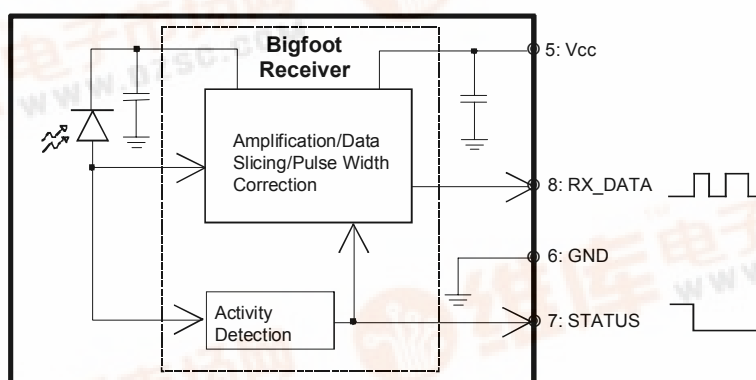 Bigfoot
Receiver
5: Vcc
Amplification/Data
Slicing/Pulse Width
Correction
8: RX_DATA
6: GND
Activity
Detection
7: STATUS